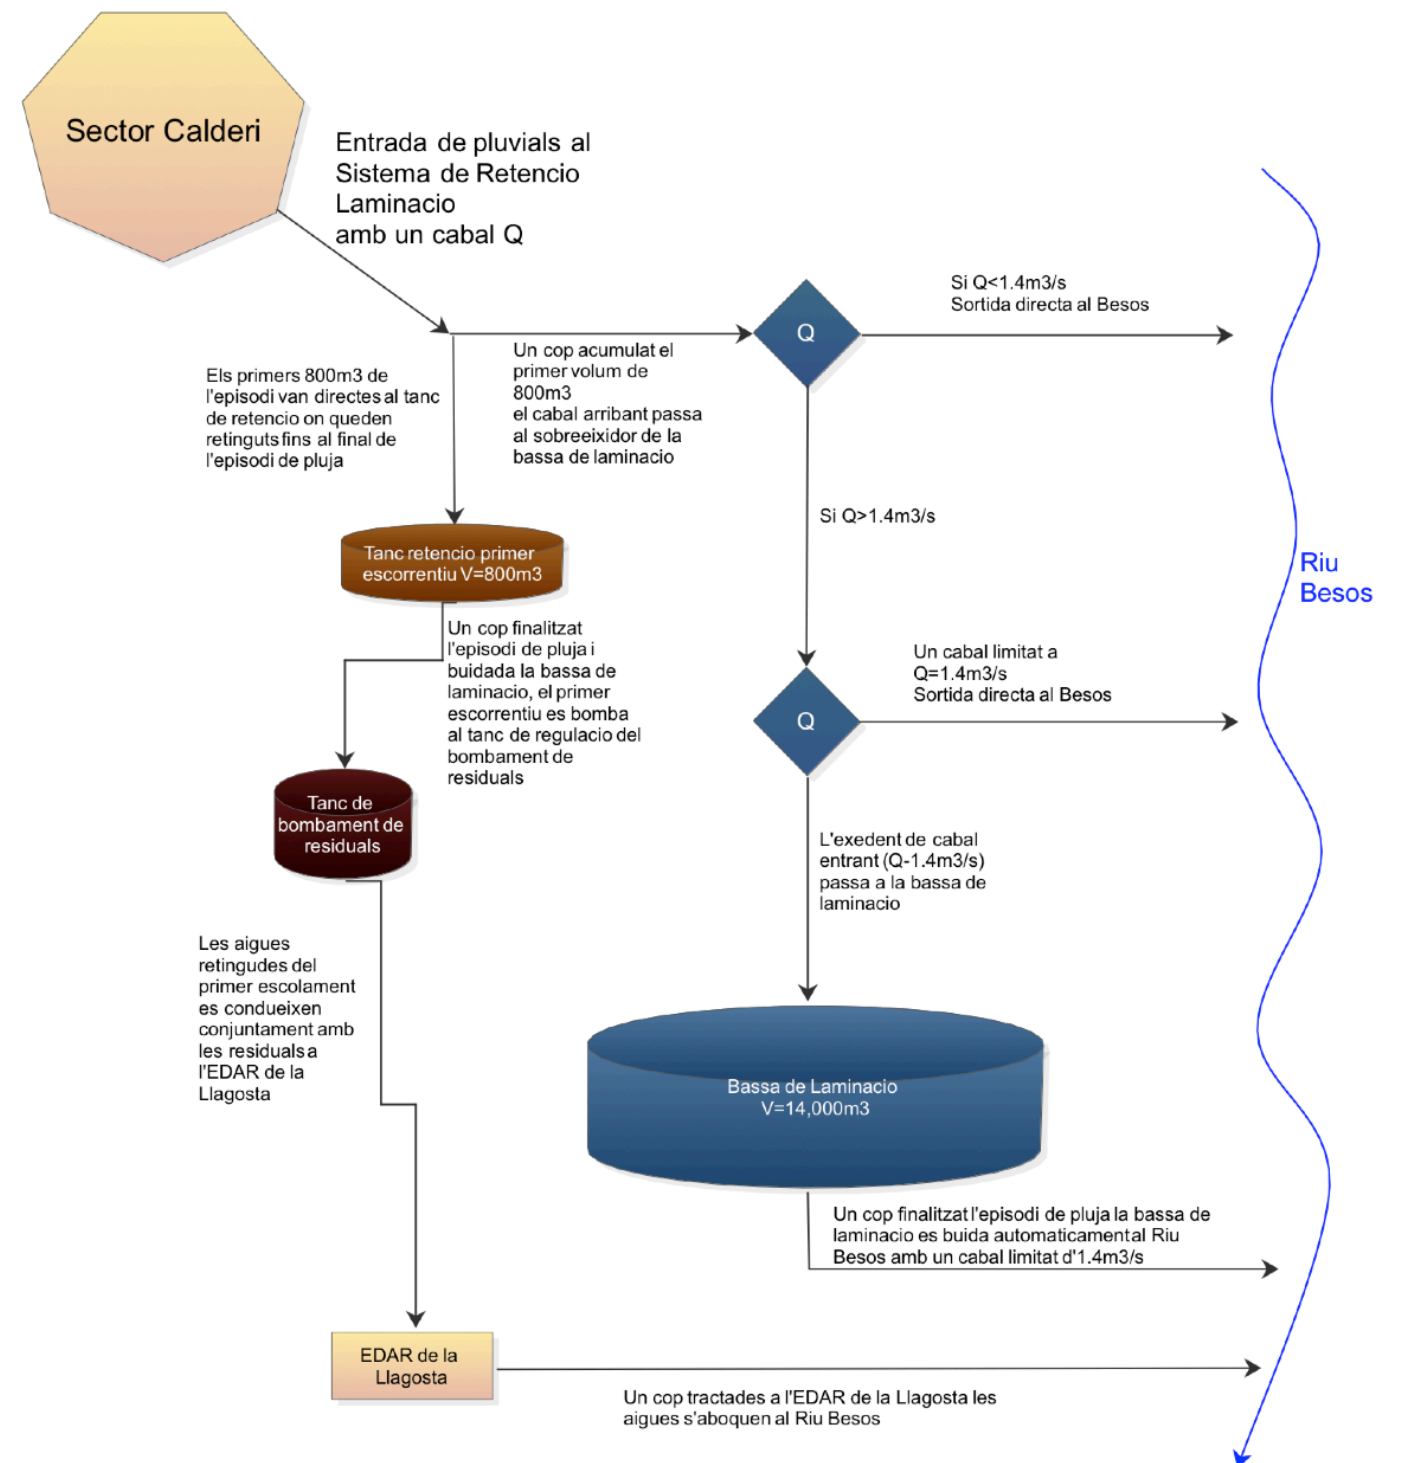 Sector Calderi
Entrada de pluvials al
Sistema de Retencio
Laminacio
amb un cabal Q
Si Q<1.4m3/s
Sortida directa al Besos
Q
Un cop acumulat el
primer volum de
800m3
el cabal arribant passa
al sobreeixidor de la
bassa de laminacio
Els primers 800m3 de
l'episodi van directes al tanc
de retencio on queden
retinguts fins al final de
l'episodi de pluja
Si Q>1.4m3/s
Tanc retencio primer
escorrentiu V=800m3
Riu
Besos
Un cop finalitzat
l'episodi de pluja i
buidada la bassa de
laminacio, el primer
escorrentiu es bomba
al tanc de regulacio del
bombament de
residuals
Un cabal limitat a
Q=1.4m3/s
Sortida directa al Besos
Q
Tanc de
bombament de
residuals
L'exedent de cabal
entrant (Q-1.4m3/s)
passa a la bassa de
laminacio
Les aigues
retingudes del
primer escolament
es condueixen
conjuntament amb
les residuals a
l'EDAR de la
Llagosta
Bassa de Laminacio
V=14,000m3
Un cop finalitzat l'episodi de pluja la bassa de
laminacio es buida automaticament al Riu
Besos amb un cabal limitat d'1.4m3/s
EDAR de la
Llagosta
Un cop tractades a l'EDAR de la Llagosta les
aigues s'aboquen al Riu Besos